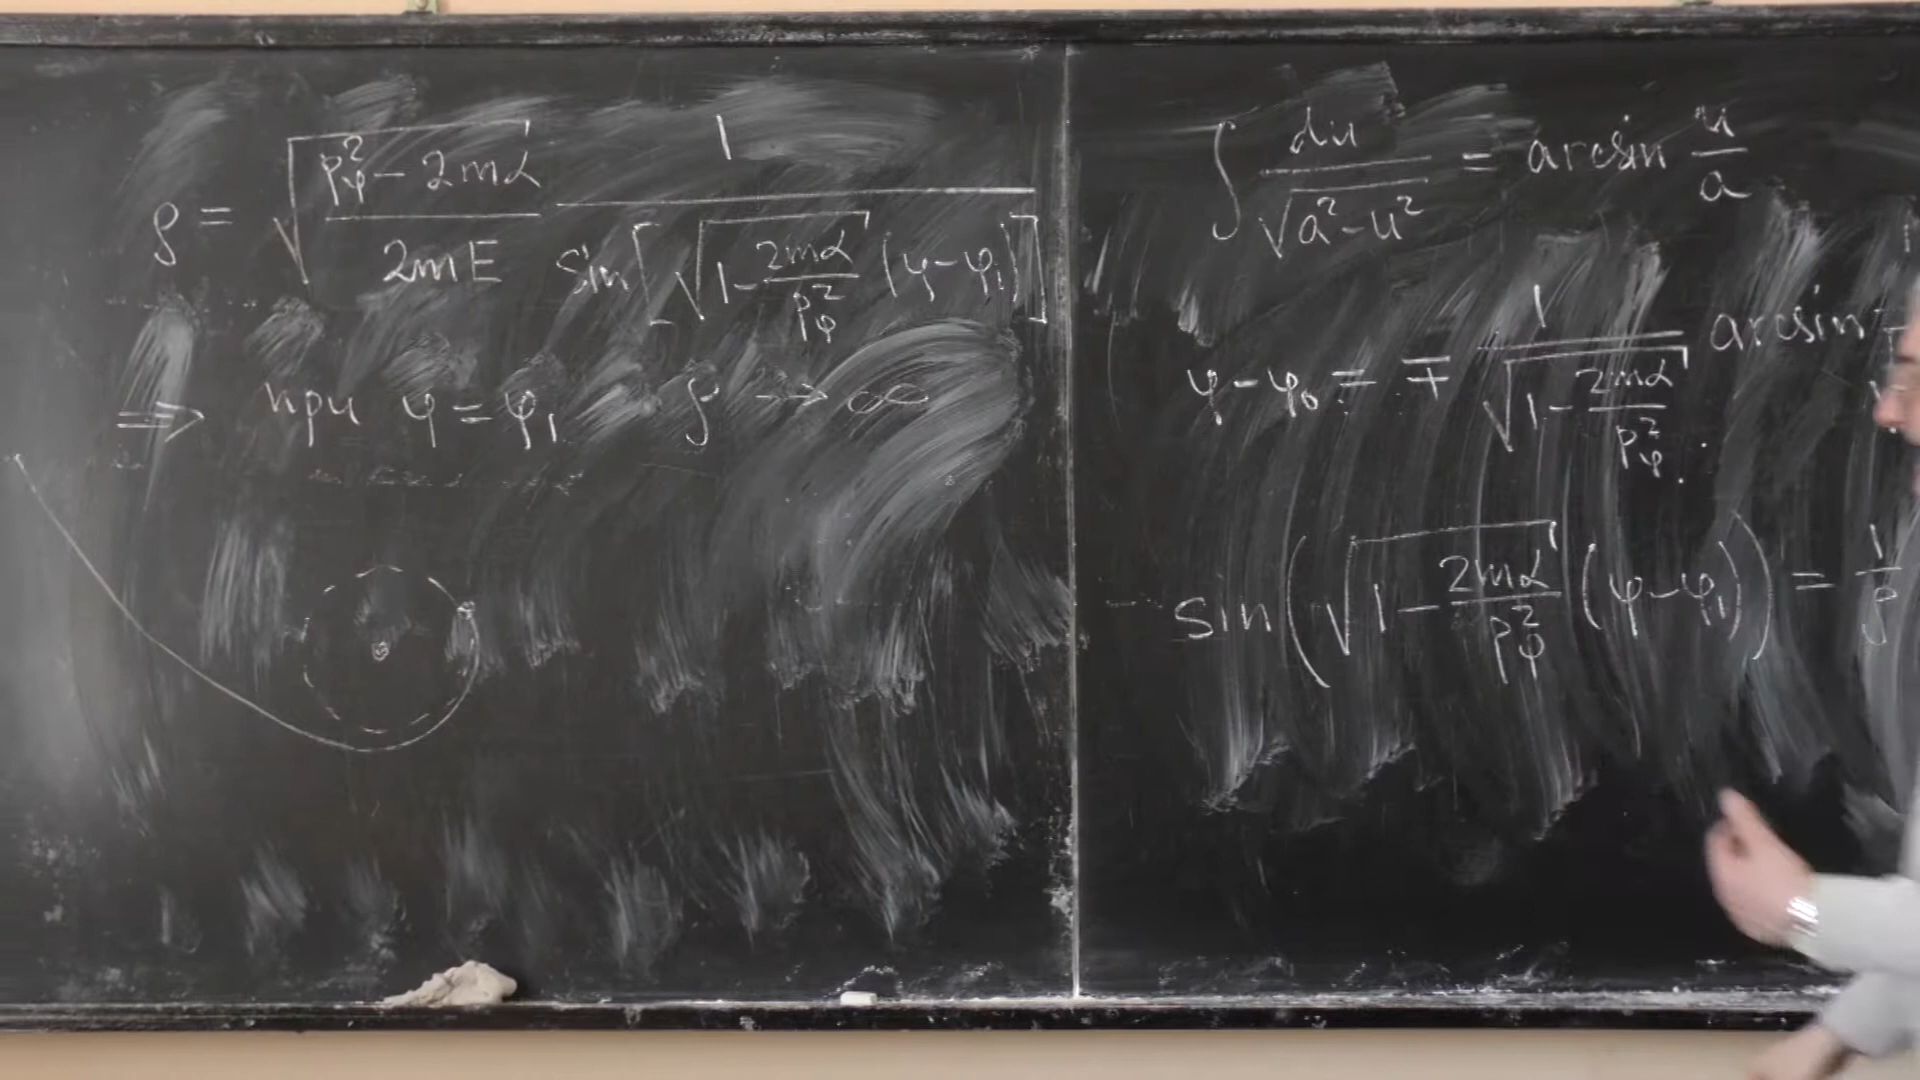 ρ = √((p_φ² - 2mα)/(2mE)) 1/(sin[√(1 - 2mα/p_φ²) (φ - φ₁)])
⇒ при φ = φ₁ ρ → ∞
∫ du/√(a² - u²) = arcsin u/a
φ - φ₀ = ∓ 1/√(1 - 2mα/p_φ²) arcsin
sin(√(1 - 2mα/p_φ²) (φ - φ₁)) = 1/ρ